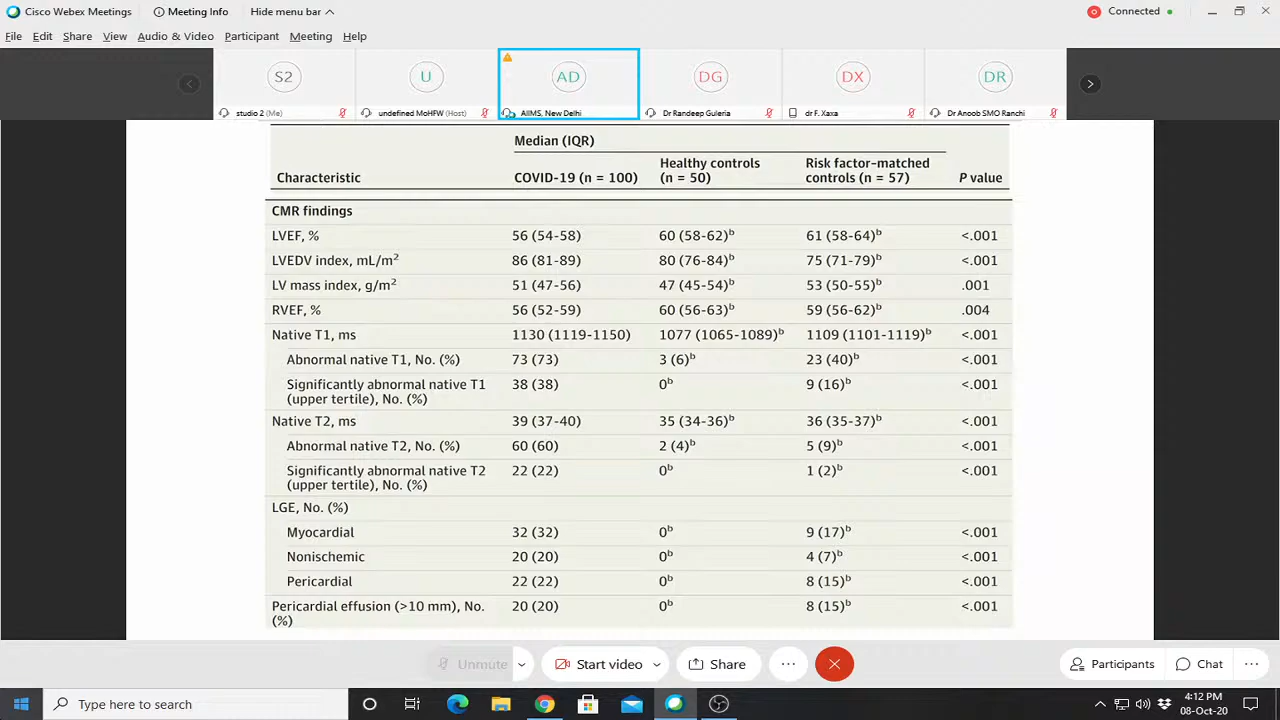 Cisco Webex Meetings Meeting Info Hide menu bar Connected
File Edit Share View Audio & Video Participant Meeting Help
S2 U AD DG DX DR
studio 2 (Me) undefined MoHFW (Host) AIIMS, New Delhi Dr Randeep Guleria dr F. Xaxa Dr Anoob SMO Ranchi
Median (IQR)
Characteristic COVID-19 (n = 100) Healthy controls (n = 50) Risk factor–matched controls (n = 57) P value
CMR findings
LVEF, % 56 (54-58) 60 (58-62)ᵇ 61 (58-64)ᵇ <.001
LVEDV index, mL/m² 86 (81-89) 80 (76-84)ᵇ 75 (71-79)ᵇ <.001
LV mass index, g/m² 51 (47-56) 47 (45-54)ᵇ 53 (50-55)ᵇ .001
RVEF, % 56 (52-59) 60 (56-63)ᵇ 59 (56-62)ᵇ .004
Native T1, ms 1130 (1119-1150) 1077 (1065-1089)ᵇ 1109 (1101-1119)ᵇ <.001
Abnormal native T1, No. (%) 73 (73) 3 (6)ᵇ 23 (40)ᵇ <.001
Significantly abnormal native T1 38 (38) 0ᵇ 9 (16)ᵇ <.001
(upper tertile), No. (%)
Native T2, ms 39 (37-40) 35 (34-36)ᵇ 36 (35-37)ᵇ <.001
Abnormal native T2, No. (%) 60 (60) 2 (4)ᵇ 5 (9)ᵇ <.001
Significantly abnormal native T2 22 (22) 0ᵇ 1 (2)ᵇ <.001
(upper tertile), No. (%)
LGE, No. (%)
Myocardial 32 (32) 0ᵇ 9 (17)ᵇ <.001
Nonischemic 20 (20) 0ᵇ 4 (7)ᵇ <.001
Pericardial 22 (22) 0ᵇ 8 (15)ᵇ <.001
Pericardial effusion (>10 mm), No. 20 (20) 0ᵇ 8 (15)ᵇ <.001
(%)
Unmute Start video Share Participants Chat
Type here to search 4:12 PM
08-Oct-20